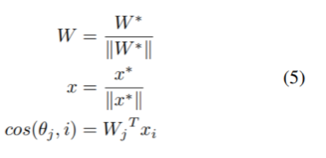 W = W* / ||W*||
x = x* / ||x*|| (5)
cos(θ_j, i) = W_j^T x_i